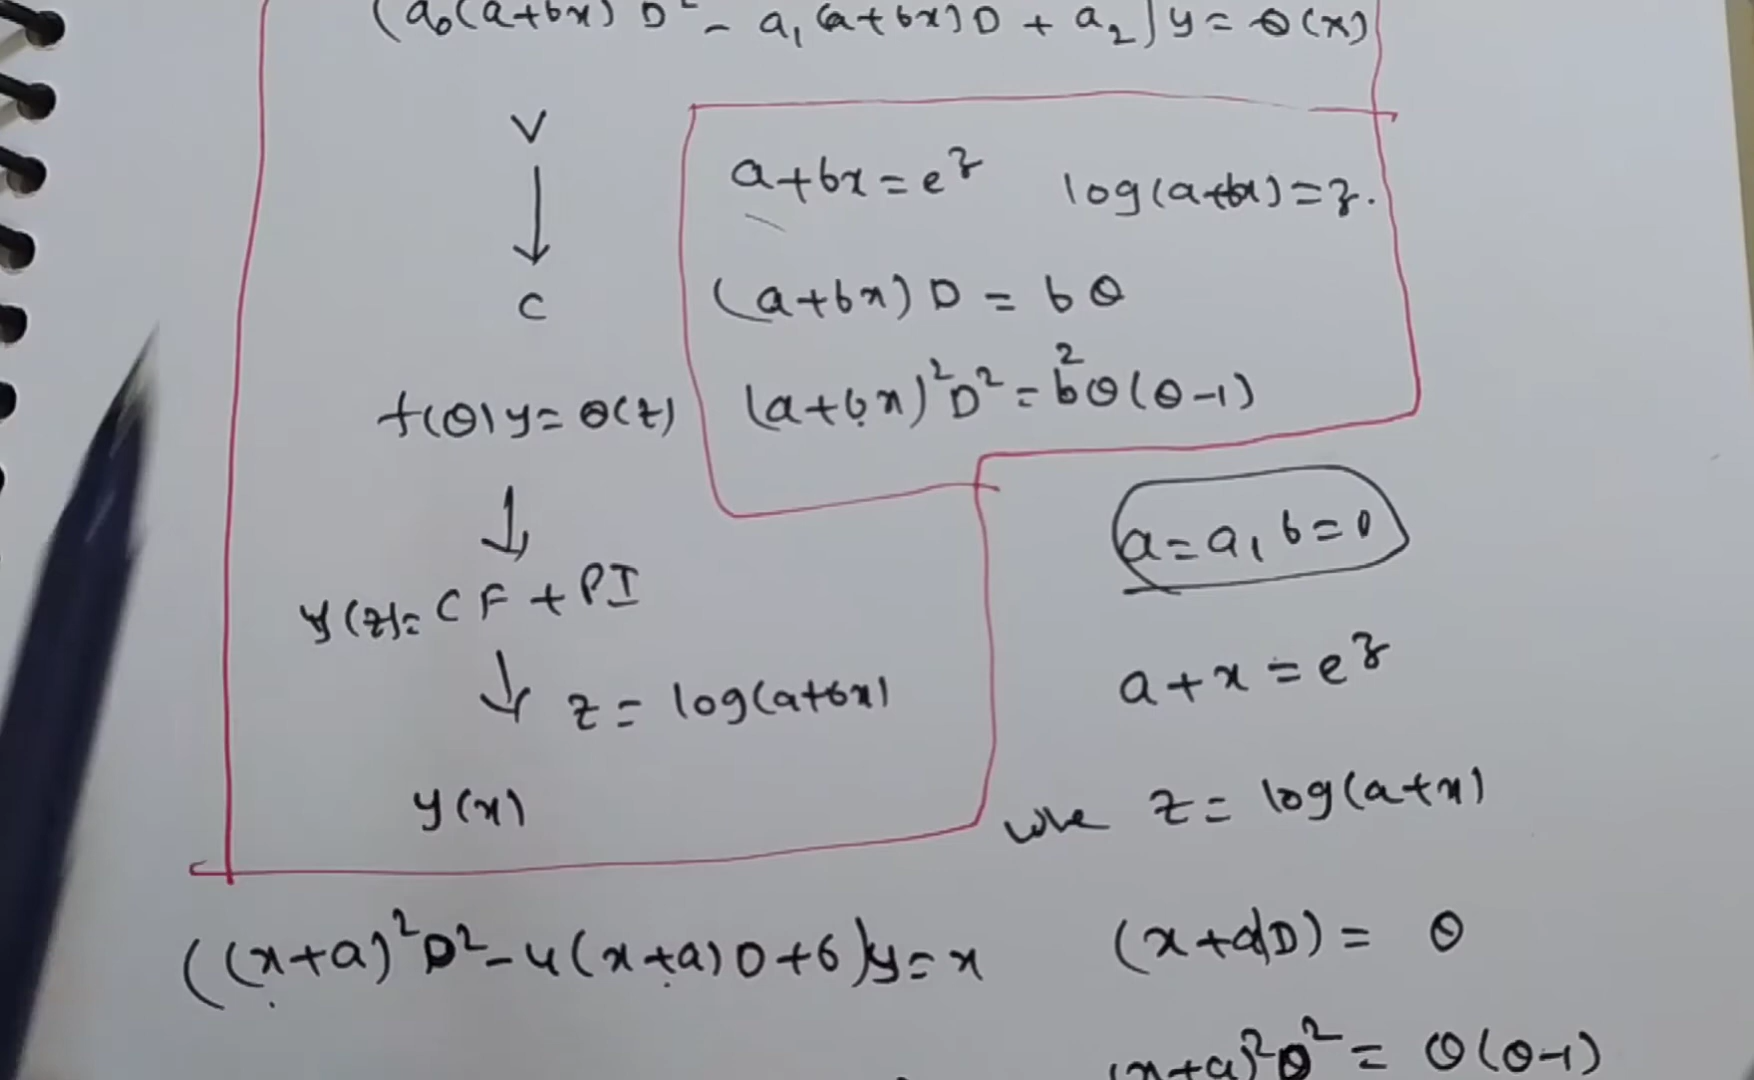 (a₀(a+bx) D² - a₁(a+bx)D + a₂)y = Q(x)
V
↓
C
f(θ)y = Q(z)
↓
y(z) = CF + PI
↓ z = log(a+bx)
y(x)
a+bx = e^z log(a+bx) = z.
(a+bx) D = bθ
(a+bx)²D² = b²θ(θ-1)
a = a, b = 1
a+x = e^z
z = log(a+x)
((x+a)²D² - 4(x+a)D + 6)y = x
(x+a)D) = θ
(x+a)²D² = θ(θ-1)